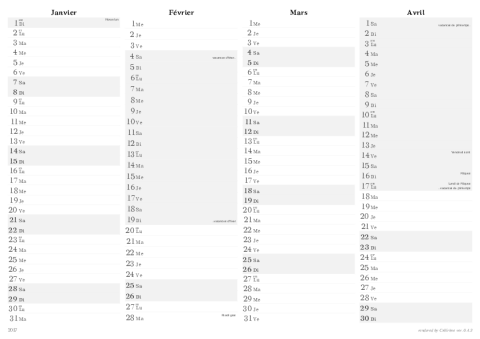 Janvier
1 Di
2 Lu
3 Ma
4 Me
5 Je
6 Ve
7 Sa
8 Di
9 Lu
10 Ma
11 Me
12 Je
13 Ve
14 Sa
15 Di
16 Lu
17 Ma
18 Me
19 Je
20 Ve
21 Sa
22 Di
23 Lu
24 Ma
25 Me
26 Je
27 Ve
28 Sa
29 Di
30 Lu
31 Ma
Février
1 Me
2 Je
3 Ve
4 Sa
5 Di
6 Lu
7 Ma
8 Me
9 Je
10 Ve
11 Sa
12 Di
13 Lu
14 Ma
15 Me
16 Je
17 Ve
18 Sa
19 Di
20 Lu
21 Ma
22 Me
23 Je
24 Ve
25 Sa
26 Di
27 Lu
28 Ma Mardi gras
Mars
1 Me
2 Je
3 Ve
4 Sa
5 Di
6 Lu
7 Ma
8 Me
9 Je
10 Ve
11 Sa
12 Di
13 Lu
14 Ma
15 Me
16 Je
17 Ve
18 Sa
19 Di
20 Lu
21 Ma
22 Me
23 Je
24 Ve
25 Sa
26 Di
27 Lu
28 Ma
29 Me
30 Je
31 Ve
Avril
1 Sa vacances de printemps
2 Di
3 Lu
4 Ma
5 Me
6 Je
7 Ve
8 Sa
9 Di
10 Lu
11 Ma
12 Me
13 Je
14 Ve Vendredi saint
15 Sa
16 Di Pâques
17 Lu Lundi de Pâques
vacances de printemps
18 Ma
19 Me
20 Je
21 Ve
22 Sa
23 Di
24 Lu
25 Ma
26 Me
27 Je
28 Ve
29 Sa
30 Di
2017